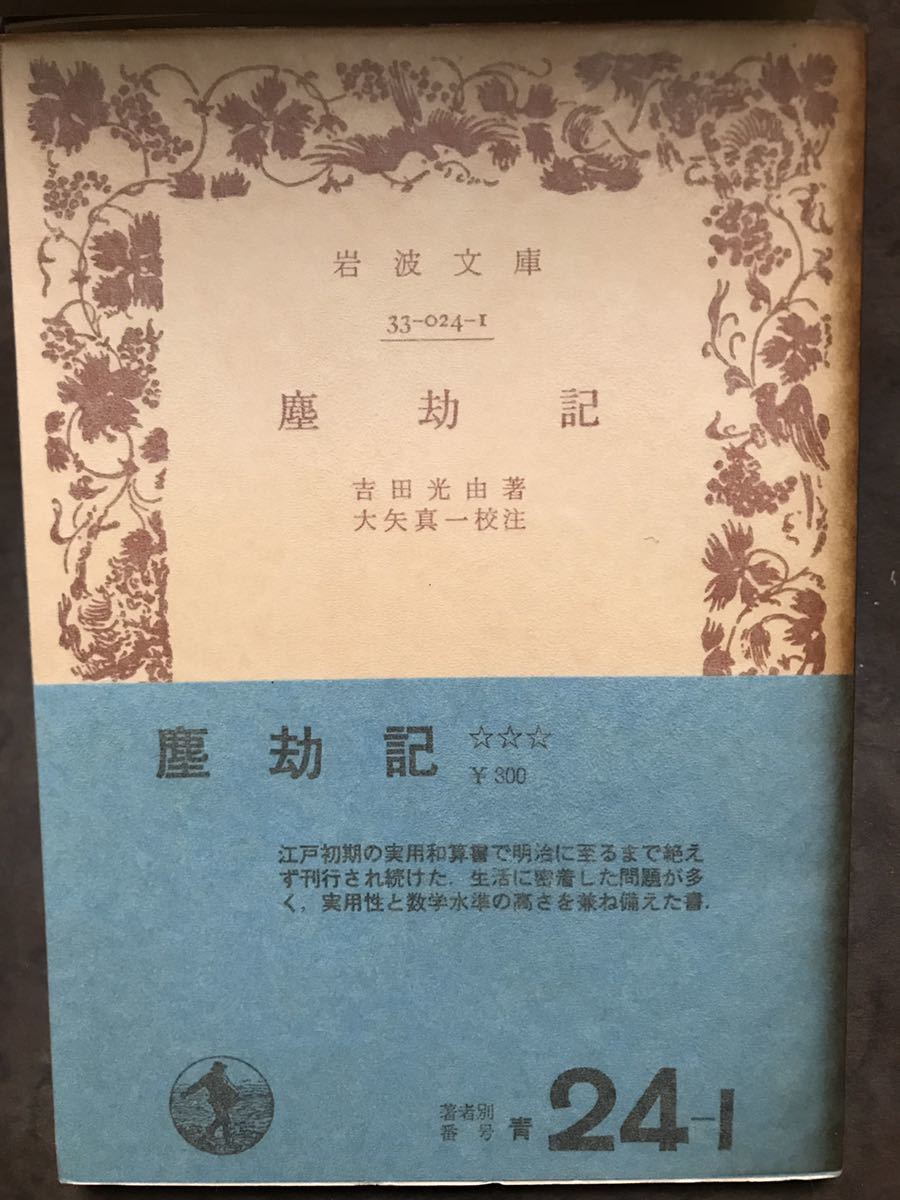 岩波文庫
33-024-1
塵劫記
吉田光由著
大矢真一校注
塵劫記 ☆☆☆
¥300
江戸初期の実用和算書で明治に至るまで絶え
ず刊行され続けた．生活に密着した問題が多
く，実用性と数学水準の高さを兼ね備えた書．
著者別
番号 青 24-1